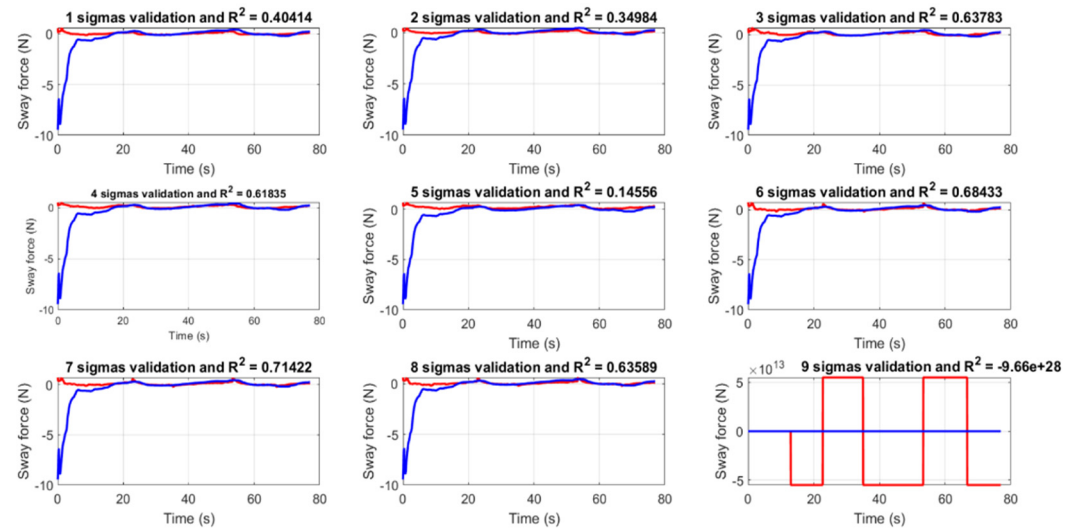 1 sigmas validation and R² = 0.40414
0
-5
-10
Sway force (N)
0 20 40 60 80
Time (s)
2 sigmas validation and R² = 0.34984
0
-5
-10
Sway force (N)
0 20 40 60 80
Time (s)
3 sigmas validation and R² = 0.63783
0
-5
-10
Sway force (N)
0 20 40 60 80
Time (s)
4 sigmas validation and R² = 0.61835
0
-5
-10
Sway force (N)
0 20 40 60 80
Time (s)
5 sigmas validation and R² = 0.14556
0
-5
-10
Sway force (N)
0 20 40 60 80
Time (s)
6 sigmas validation and R² = 0.68433
0
-5
-10
Sway force (N)
0 20 40 60 80
Time (s)
7 sigmas validation and R² = 0.71422
0
-5
-10
Sway force (N)
0 20 40 60 80
Time (s)
8 sigmas validation and R² = 0.63589
0
-5
-10
Sway force (N)
0 20 40 60 80
Time (s)
×10¹³ 9 sigmas validation and R² = -9.66e+28
5
0
-5
Sway force (N)
0 20 40 60 80
Time (s)